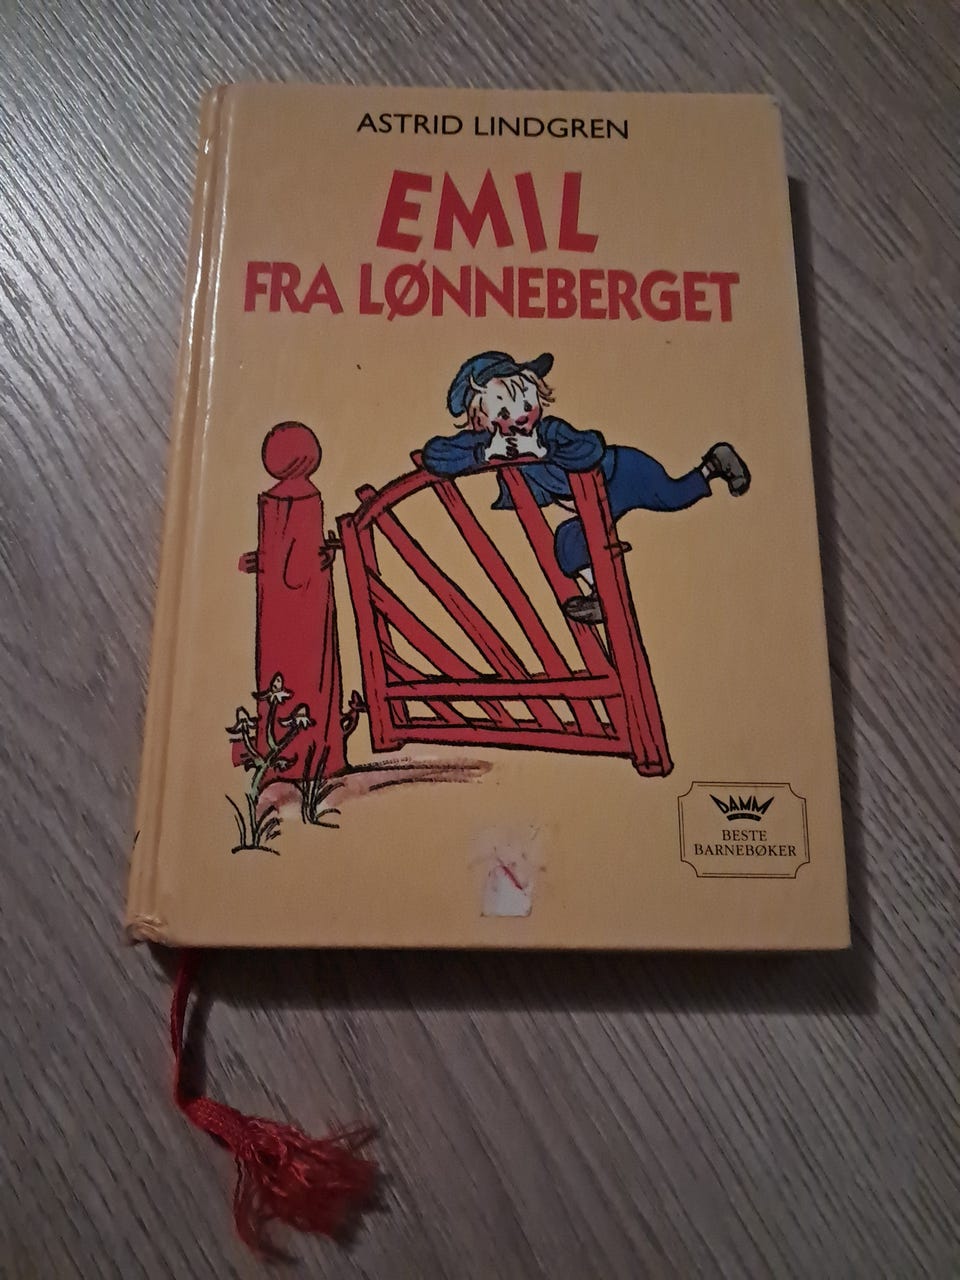 ASTRID LINDGREN
EMIL
FRA LØNNEBERGET
DAMM
BESTE
BARNEBØKER